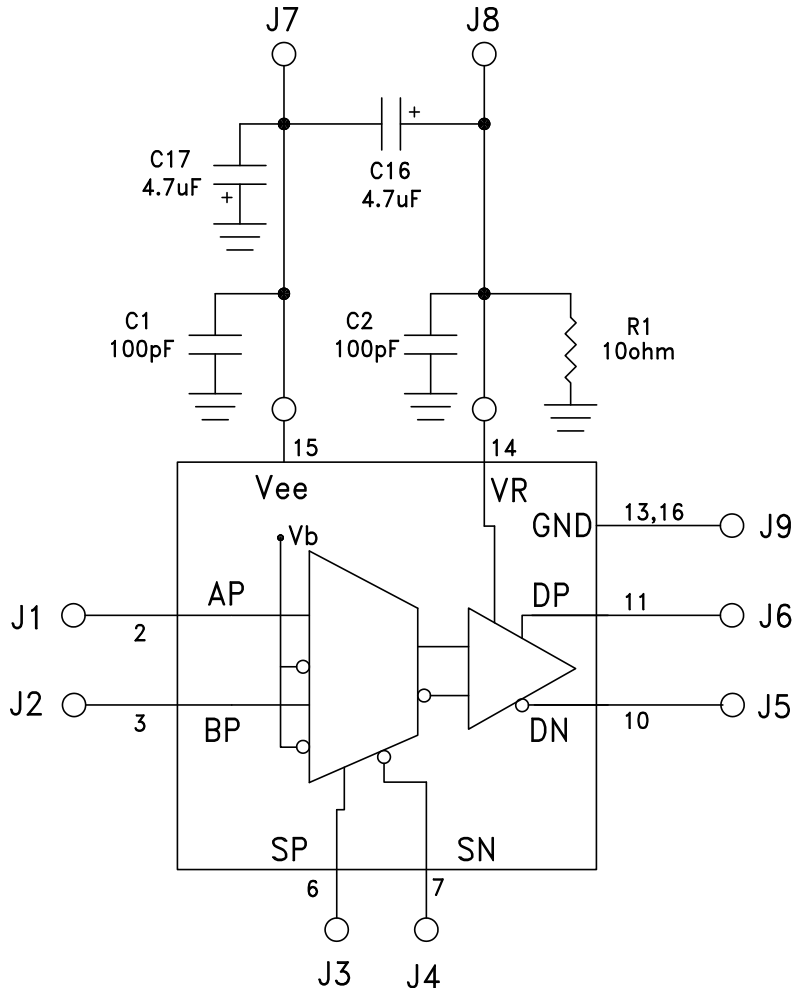 J7
J8
+
C17
4.7uF
+
C16
4.7uF
C1
100pF
C2
100pF
R1
10ohm
15
14
Vee
VR
GND
13,16
J9
Vb
AP
DP
11
J1
2
J6
J2
3
BP
DN
10
J5
SP
SN
6
7
J3
J4